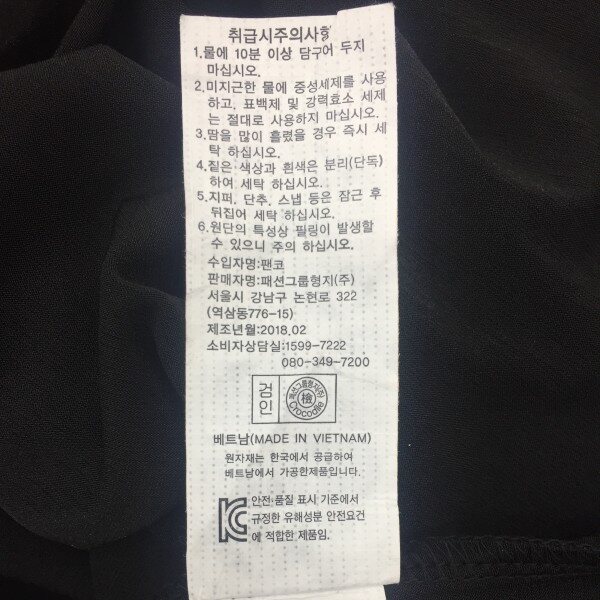 취급시주의사항
1.물에 10분 이상 담구어 두지
마십시오.
2.미지근한 물에 중성세제를 사용
하고, 표백제 및 강력효소 세제
는 절대로 사용하지 마십시오.
3.땀을 많이 흘렸을 경우 즉시 세
탁 하십시오.
4.짙은 색상과 흰색은 분리(단독)
하여 세탁 하십시오.
5.지퍼, 단추, 스냅 등은 잠근 후
뒤집어 세탁 하십시오.
6.원단의 특성상 필링이 발생할
수 있으니 주의 하십시오.
수입자명:팬코
판매자명:패션그룹형지(주)
서울시 강남구 논현로 322
(역삼동776-15)
제조년월:2018.02
소비자상담실:1599-7222
080-349-7200
검인
패션그룹형지(주)
檢
Crocodile
베트남(MADE IN VIETNAM)
원자재는 한국에서 공급하여
베트남에서 가공한제품입니다.
안전·품질 표시 기준에서
규정한 유해성분 안전요건
에 적합한 제품임.